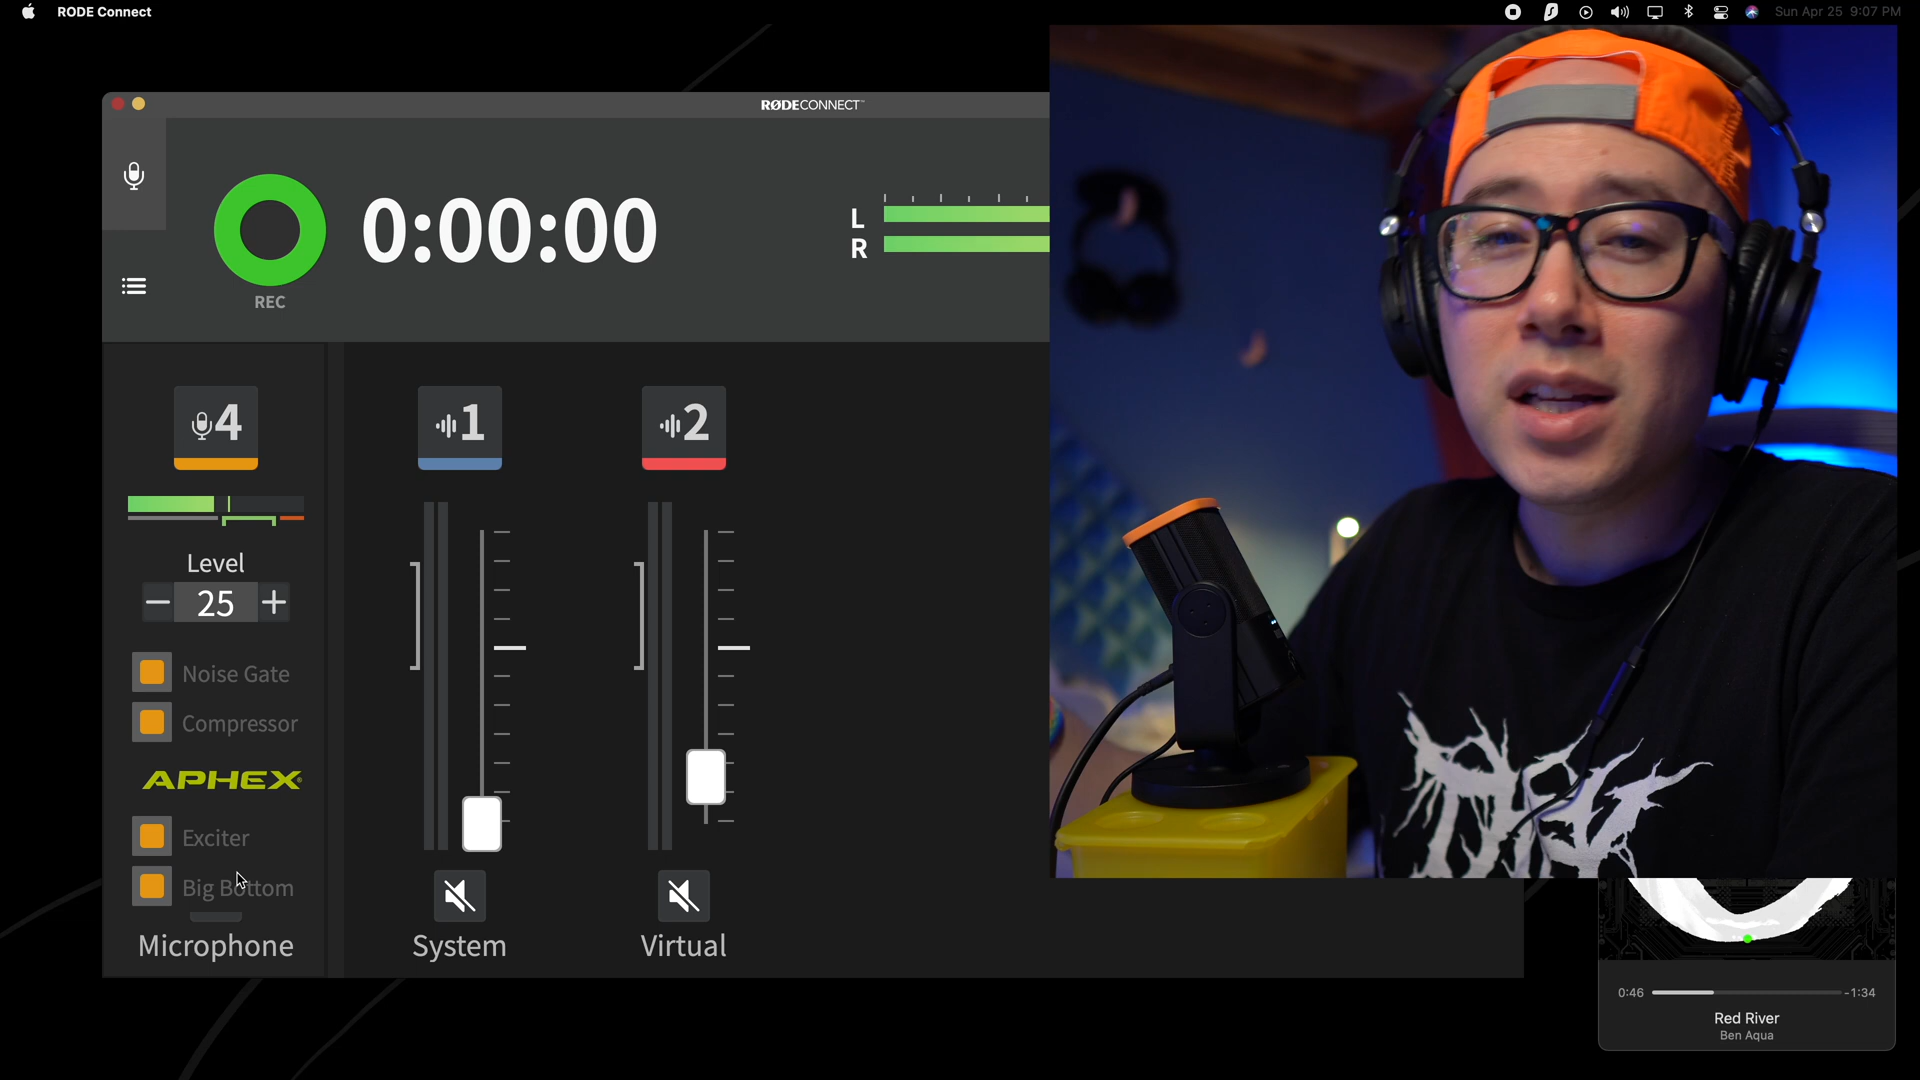 RODE Connect
Sun Apr 25 9:07 PM
RØDECONNECT™
0:00:00
REC
L
R
4
1
2
Level
25
Noise Gate
Compressor
APHEX®
Exciter
Big Bottom
Microphone
System
Virtual
0:46
-1:34
Red River
Ben Aqua